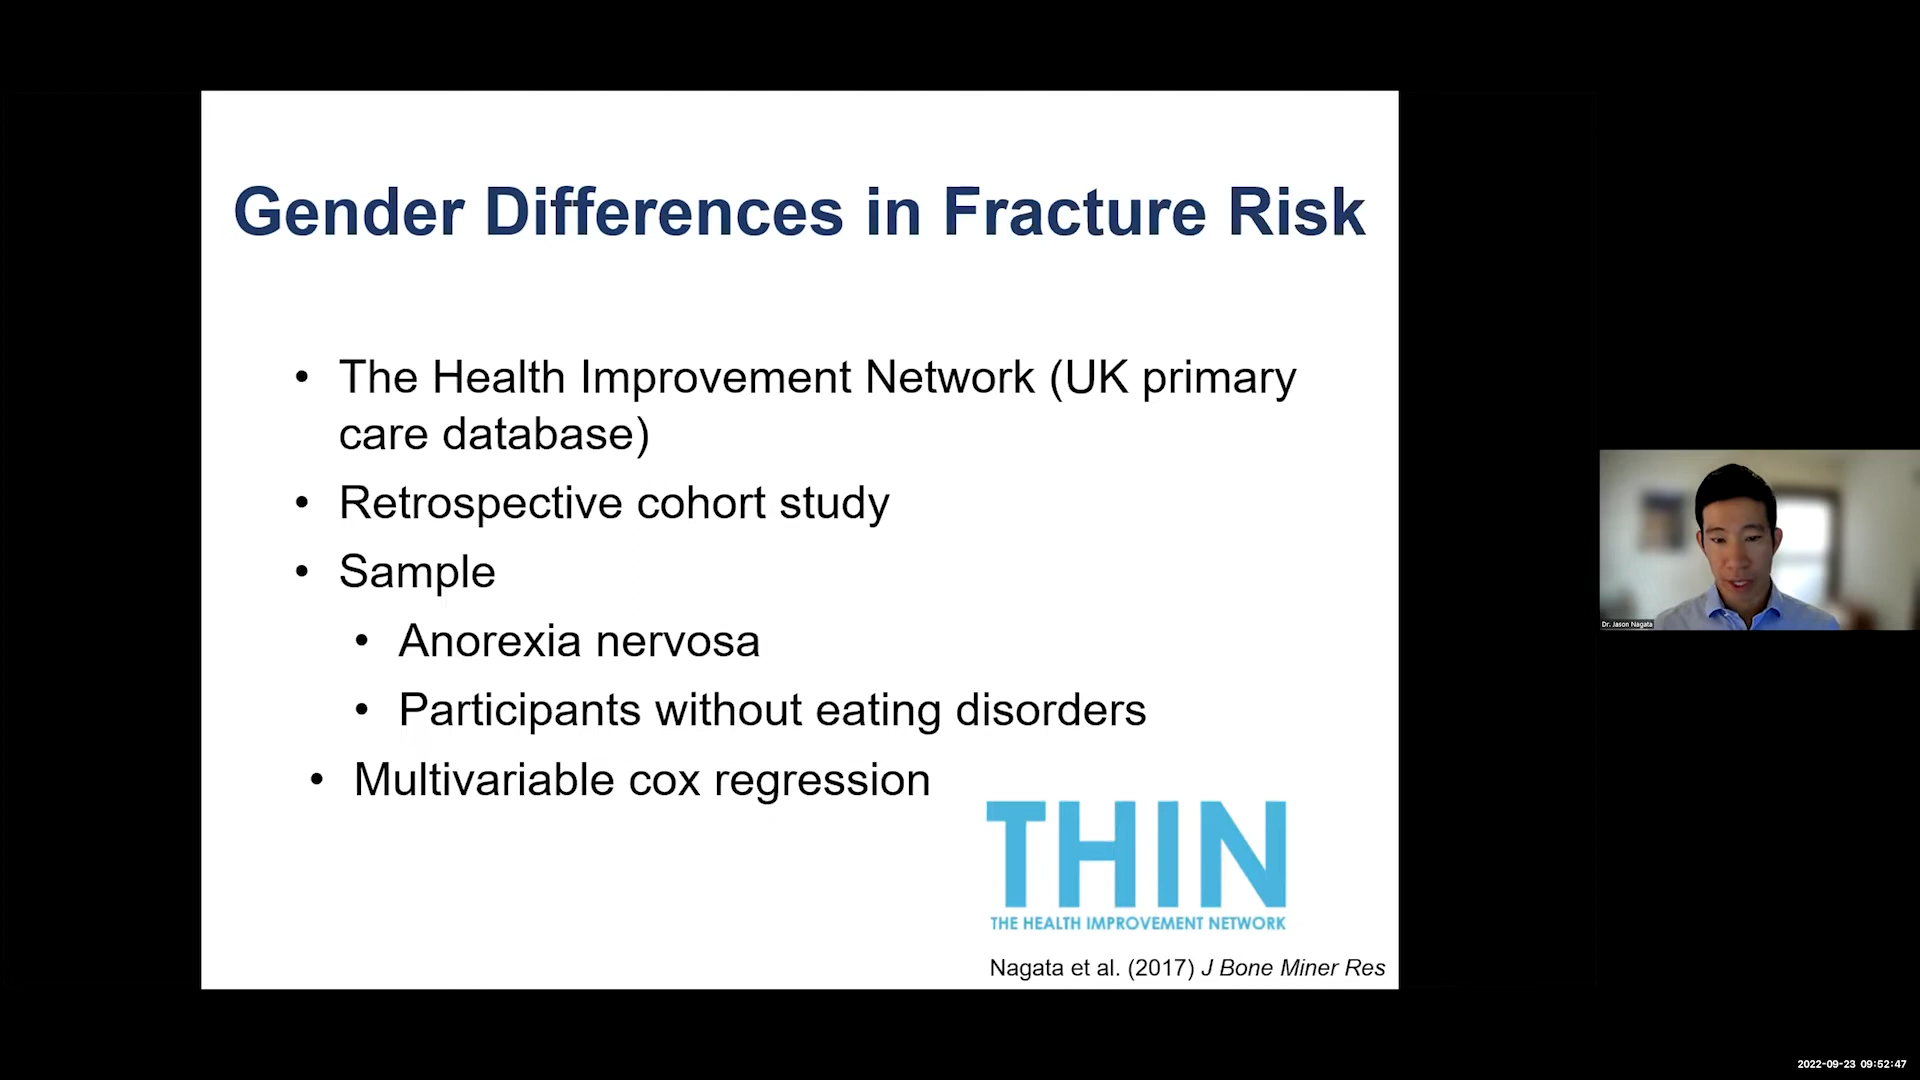 Gender Differences in Fracture Risk
• The Health Improvement Network (UK primary
care database)
• Retrospective cohort study
• Sample
• Anorexia nervosa
• Participants without eating disorders
• Multivariable cox regression
THIN
THE HEALTH IMPROVEMENT NETWORK
Nagata et al. (2017) J Bone Miner Res
Dr. Jason Nagata
2022-09-23 09:52:47